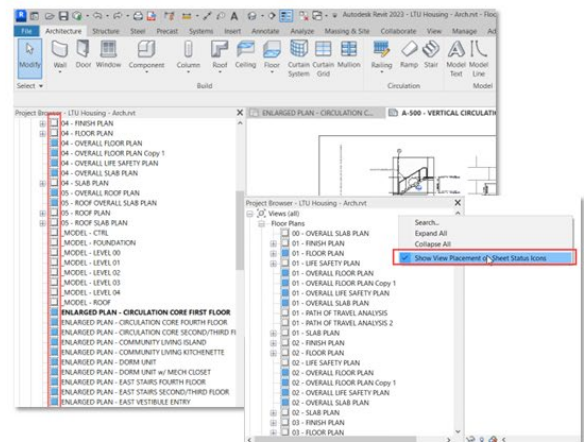 Autodesk Revit 2023 - LTU Housing - Arch.rvt - Floc
File Architecture Structure Steel Precast Systems Insert Annotate Analyze Massing & Site Collaborate View Manage Ad
Modify Wall Door Window Component Column Roof Ceiling Floor Curtain System Curtain Grid Mullion Railing Ramp Stair Model Text Model Line
Select Build Circulation Model
Project Browser - LTU Housing - Arch.rvt X
ENLARGED PLAN - CIRCULATION C... A-500 - VERTICAL CIRCULATI
04 - FINISH PLAN
04 - FLOOR PLAN
04 - OVERALL FLOOR PLAN
04 - OVERALL FLOOR PLAN Copy 1
04 - OVERALL LIFE SAFETY PLAN
04 - OVERALL SLAB PLAN
04 - SLAB PLAN
05 - OVERALL ROOF PLAN
05 - ROOF OVERALL SLAB PLAN
05 - ROOF PLAN
05 - ROOF SLAB PLAN
_MODEL - CTRL
_MODEL - FOUNDATION
_MODEL - LEVEL 00
_MODEL - LEVEL 01
_MODEL - LEVEL 02
_MODEL - LEVEL 03
_MODEL - LEVEL 04
_MODEL - ROOF
ENLARGED PLAN - CIRCULATION CORE FIRST FLOOR
ENLARGED PLAN - CIRCULATION CORE FOURTH FLOOR
ENLARGED PLAN - CIRCULATION CORE SECOND/THIRD FI
ENLARGED PLAN - COMMUNITY LIVING ISLAND
ENLARGED PLAN - COMMUNITY LIVING KITCHENETTE
ENLARGED PLAN - DORM UNIT
ENLARGED PLAN - DORM UNIT w/ MECH CLOSET
ENLARGED PLAN - EAST STAIRS FOURTH FLOOR
ENLARGED PLAN - EAST STAIRS SECOND/THIRD FLOOR
ENLARGED PLAN - EAST VESTIBULE ENTRY
Project Browser - LTU Housing - Arch.rvt X
Views (all)
Floor Plans
00 - OVERALL SLAB PLAN
01 - FINISH PLAN
01 - FLOOR PLAN
01 - LIFE SAFETY PLAN
01 - OVERALL FLOOR PLAN
01 - OVERALL FLOOR PLAN Copy 1
01 - OVERALL LIFE SAFETY PLAN
01 - OVERALL SLAB PLAN
01 - PATH OF TRAVEL ANALYSIS
01 - PATH OF TRAVEL ANALYSIS 2
01 - SLAB PLAN
02 - FINISH PLAN
02 - FLOOR PLAN
02 - OVERALL FLOOR PLAN
02 - OVERALL FLOOR PLAN Copy 1
02 - OVERALL LIFE SAFETY PLAN
02 - OVERALL SLAB PLAN
02 - SLAB PLAN
03 - FINISH PLAN
03 - FLOOR PLAN
Search...
Expand All
Collapse All
Show View Placement on Sheet Status Icons